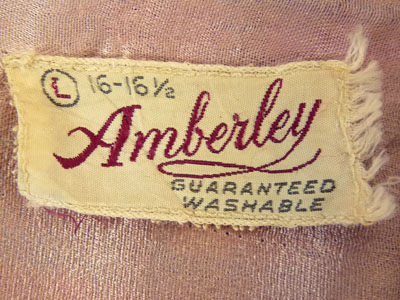 L 16-16½
Amberley
GUARANTEED
WASHABLE